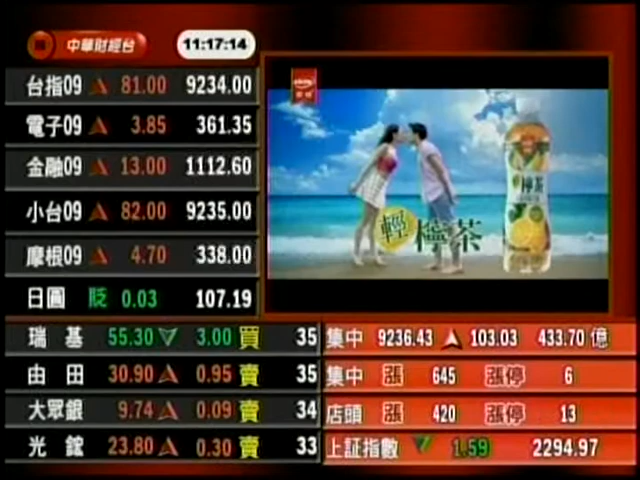 中華財經台 11:17:14
台指09 81.00 9234.00
電子09 3.85 361.35
金融09 13.00 1112.60
小台09 82.00 9235.00
摩根09 4.70 338.00
日圓 貶 0.03 107.19
輕檸茶
檸茶
瑞基 55.30 3.00 買 35
由田 30.90 0.95 賣 35
大眾銀 9.74 0.09 賣 34
光鋐 23.80 0.30 賣 33
集中 9236.43 103.03 433.70 億
集中 漲 645 漲停 6
店頭 漲 420 漲停 13
上証指數 1.59 2294.97